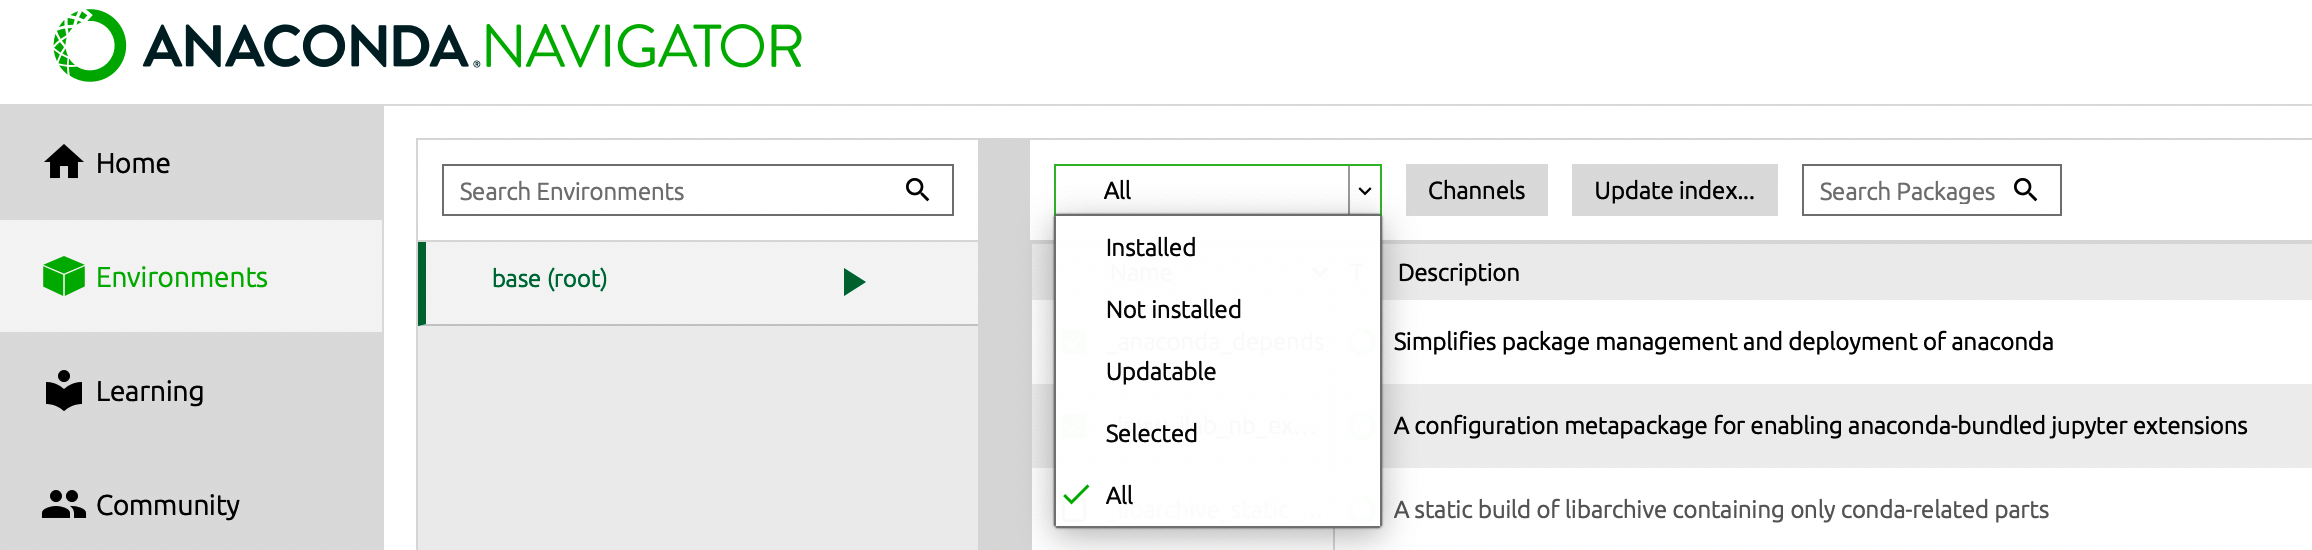 ANACONDA.NAVIGATOR
Home
Environments
Learning
Community
Search Environments
base (root)
All
Channels
Update index...
Search Packages
Installed
Not installed
Updatable
Selected
All
Name
T
Description
_anaconda_depends
Simplifies package management and deployment of anaconda
A configuration metapackage for enabling anaconda-bundled jupyter extensions
A static build of libarchive containing only conda-related parts